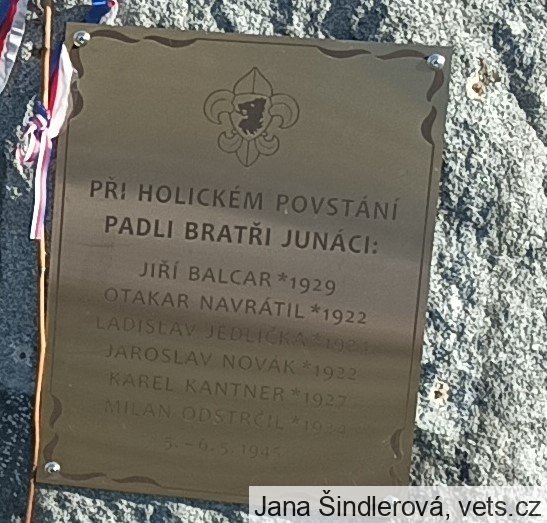 PŘI HOLICKÉM POVSTÁNÍ
PADLI BRATŘI JUNÁCI:
JIŘÍ BALCAR *1929
OTAKAR NAVRÁTIL *1922
LADISLAV JEDLIČKA
JAROSLAV NOVÁK *1922
KAREL KANTNER *1927
MILAN ODSTRČIL
5.–6.5.1945
Jana Šindlerová, vets.cz